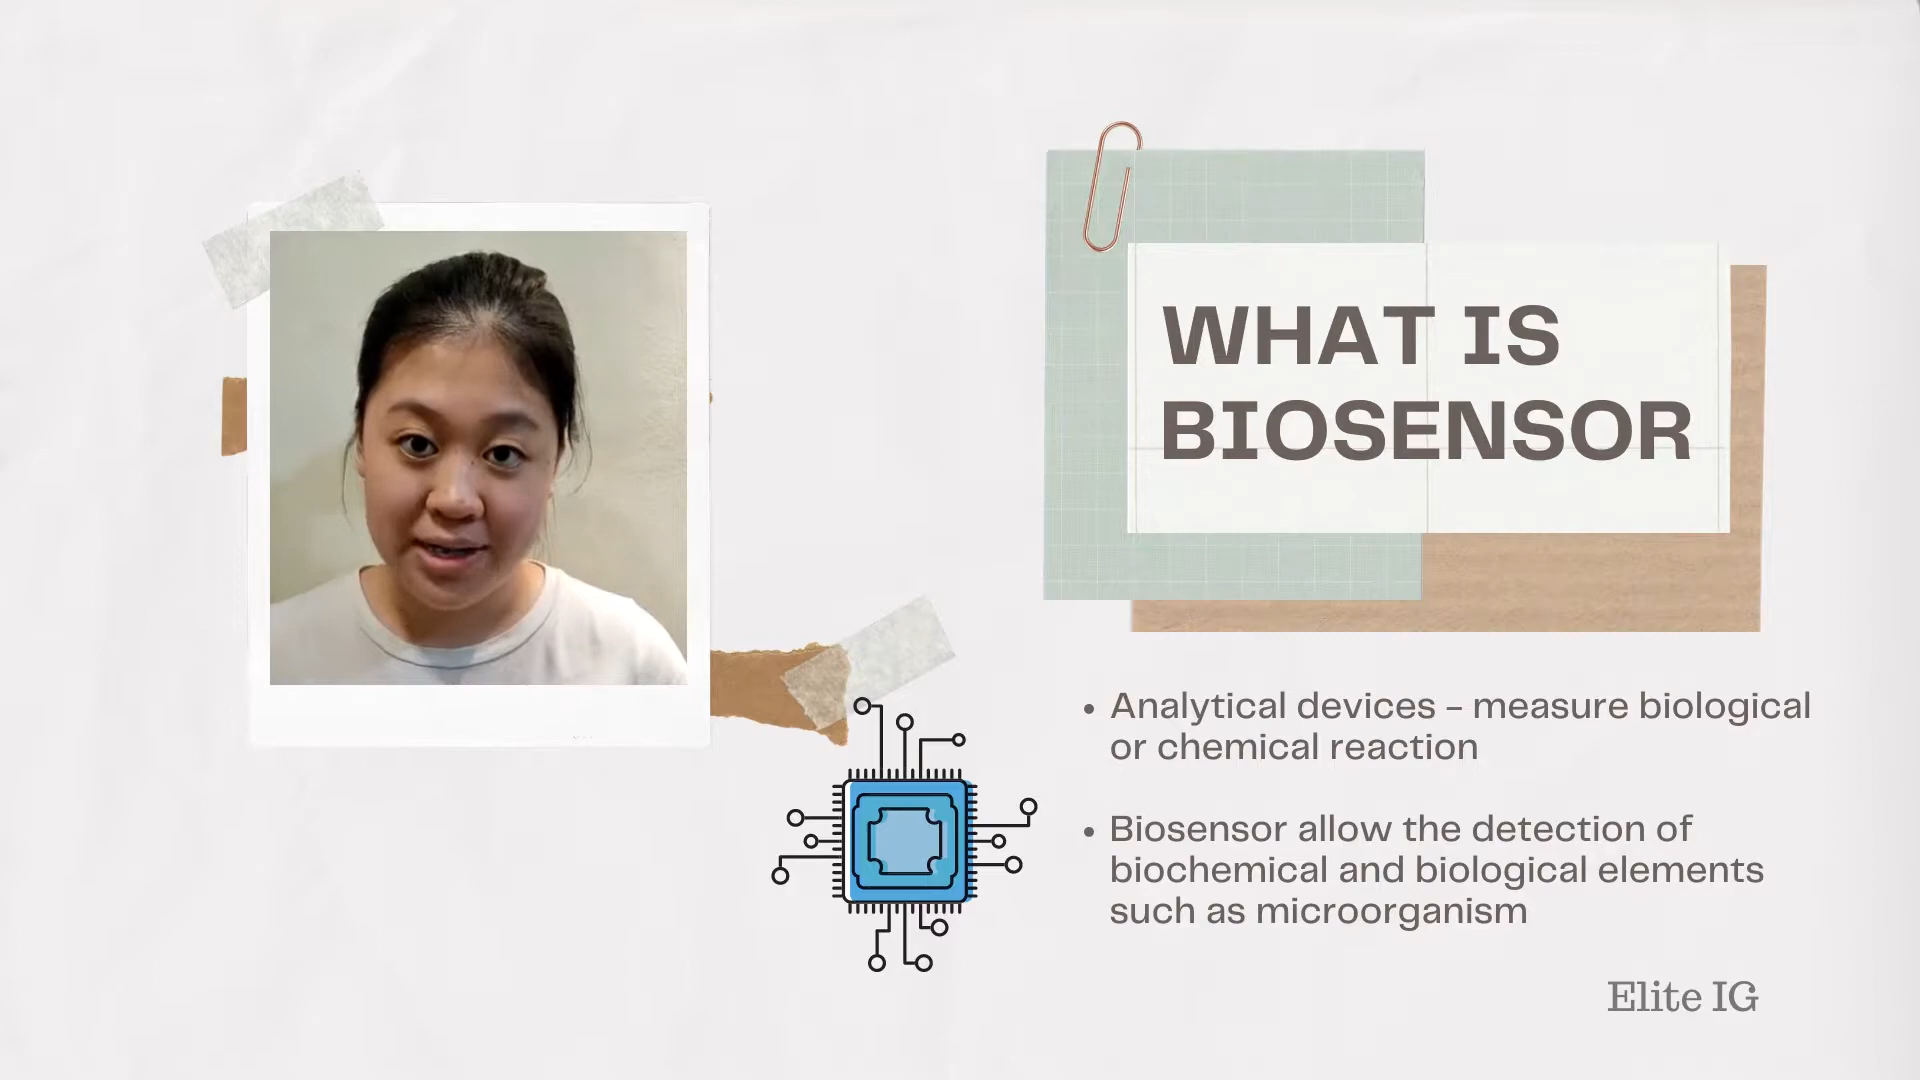 WHAT IS
BIOSENSOR
• Analytical devices - measure biological
or chemical reaction
• Biosensor allow the detection of
biochemical and biological elements
such as microorganism
Elite IG